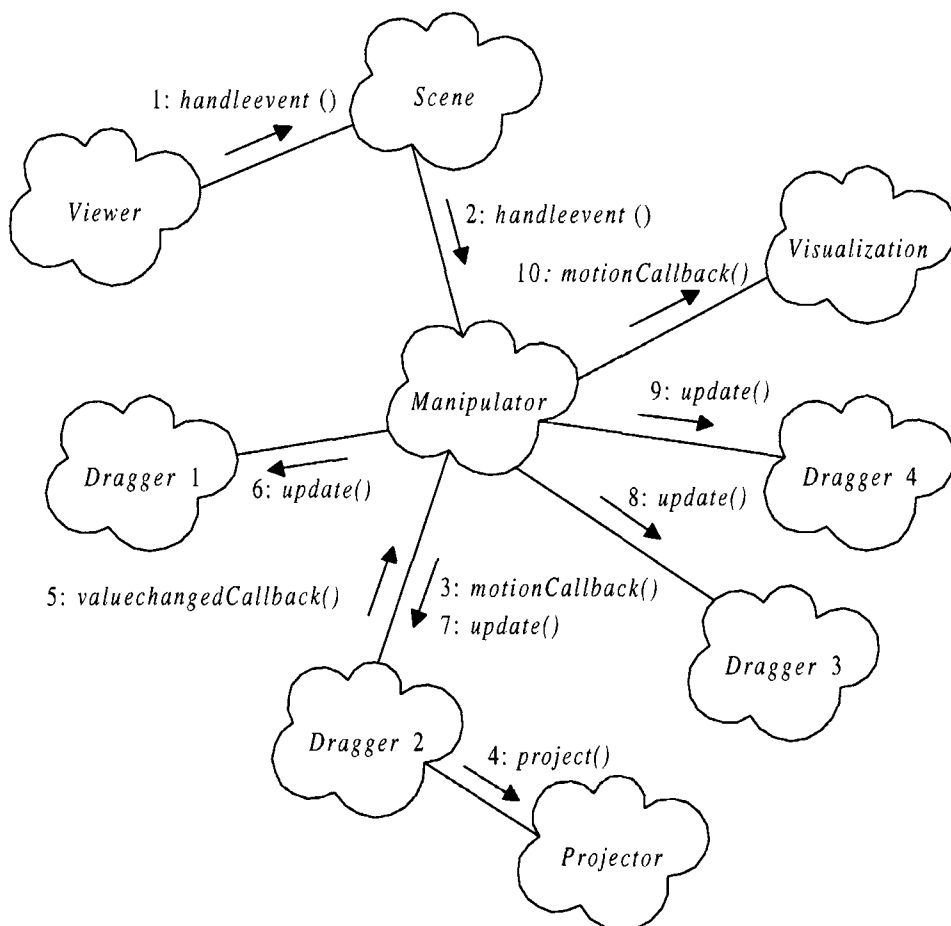 Scene
1: handleevent ()
Viewer
2: handleevent ()
Visualization
10: motionCallback()
Manipulator
9: update()
Dragger 1
6: update()
Dragger 4
8: update()
5: valuechangedCallback()
3: motionCallback()
7: update()
Dragger 3
Dragger 2
4: project()
Projector